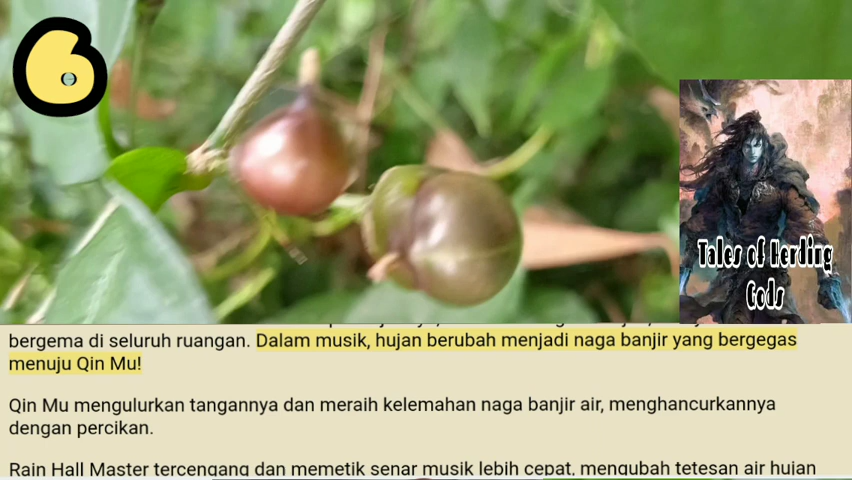 6
Tales of Herding
Gods
bergema di seluruh ruangan. Dalam musik, hujan berubah menjadi naga banjir yang bergegas
menuju Qin Mu!
Qin Mu mengulurkan tangannya dan meraih kelemahan naga banjir air, menghancurkannya
dengan percikan.
Rain Hall Master tercengang dan memetik senar musik lebih cepat, mengubah tetesan air hujan